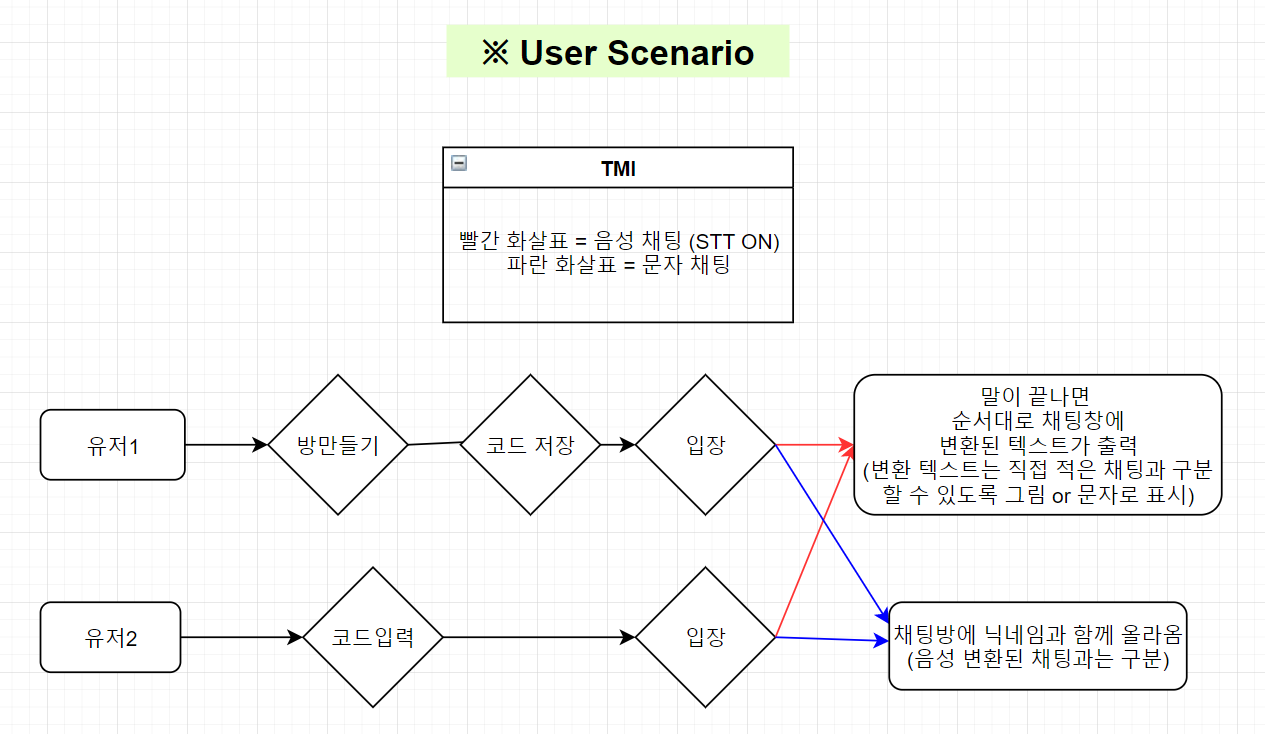 ※ User Scenario
TMI
빨간 화살표 = 음성 채팅 (STT ON)
파란 화살표 = 문자 채팅
유저1
방만들기
코드 저장
입장
말이 끝나면
순서대로 채팅창에
변환된 텍스트가 출력
(변환 텍스트는 직접 적은 채팅과 구분
할 수 있도록 그림 or 문자로 표시)
유저2
코드입력
입장
채팅방에 닉네임과 함께 올라옴
(음성 변환된 채팅과는 구분)